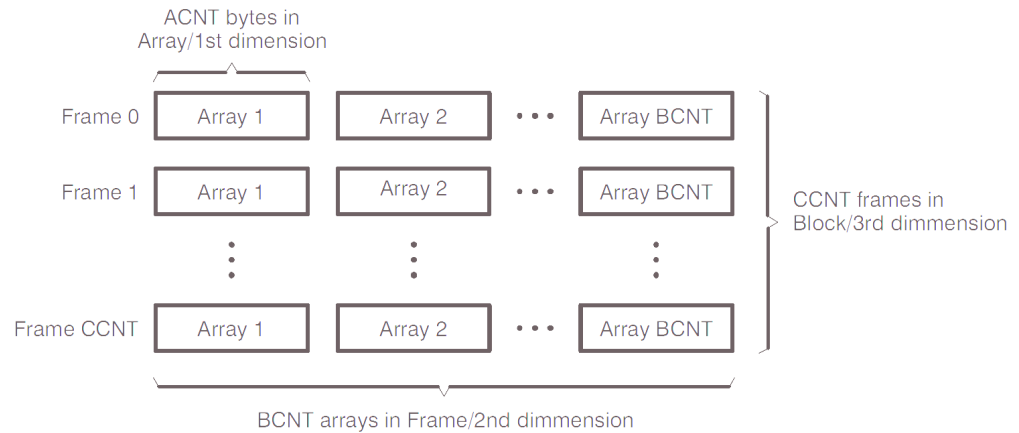 ACNT bytes in
Array/1st dimension
Frame 0 Array 1 Array 2 Array BCNT
Frame 1 Array 1 Array 2 Array BCNT
CCNT frames in
Block/3rd dimmension
Frame CCNT Array 1 Array 2 Array BCNT
BCNT arrays in Frame/2nd dimmension